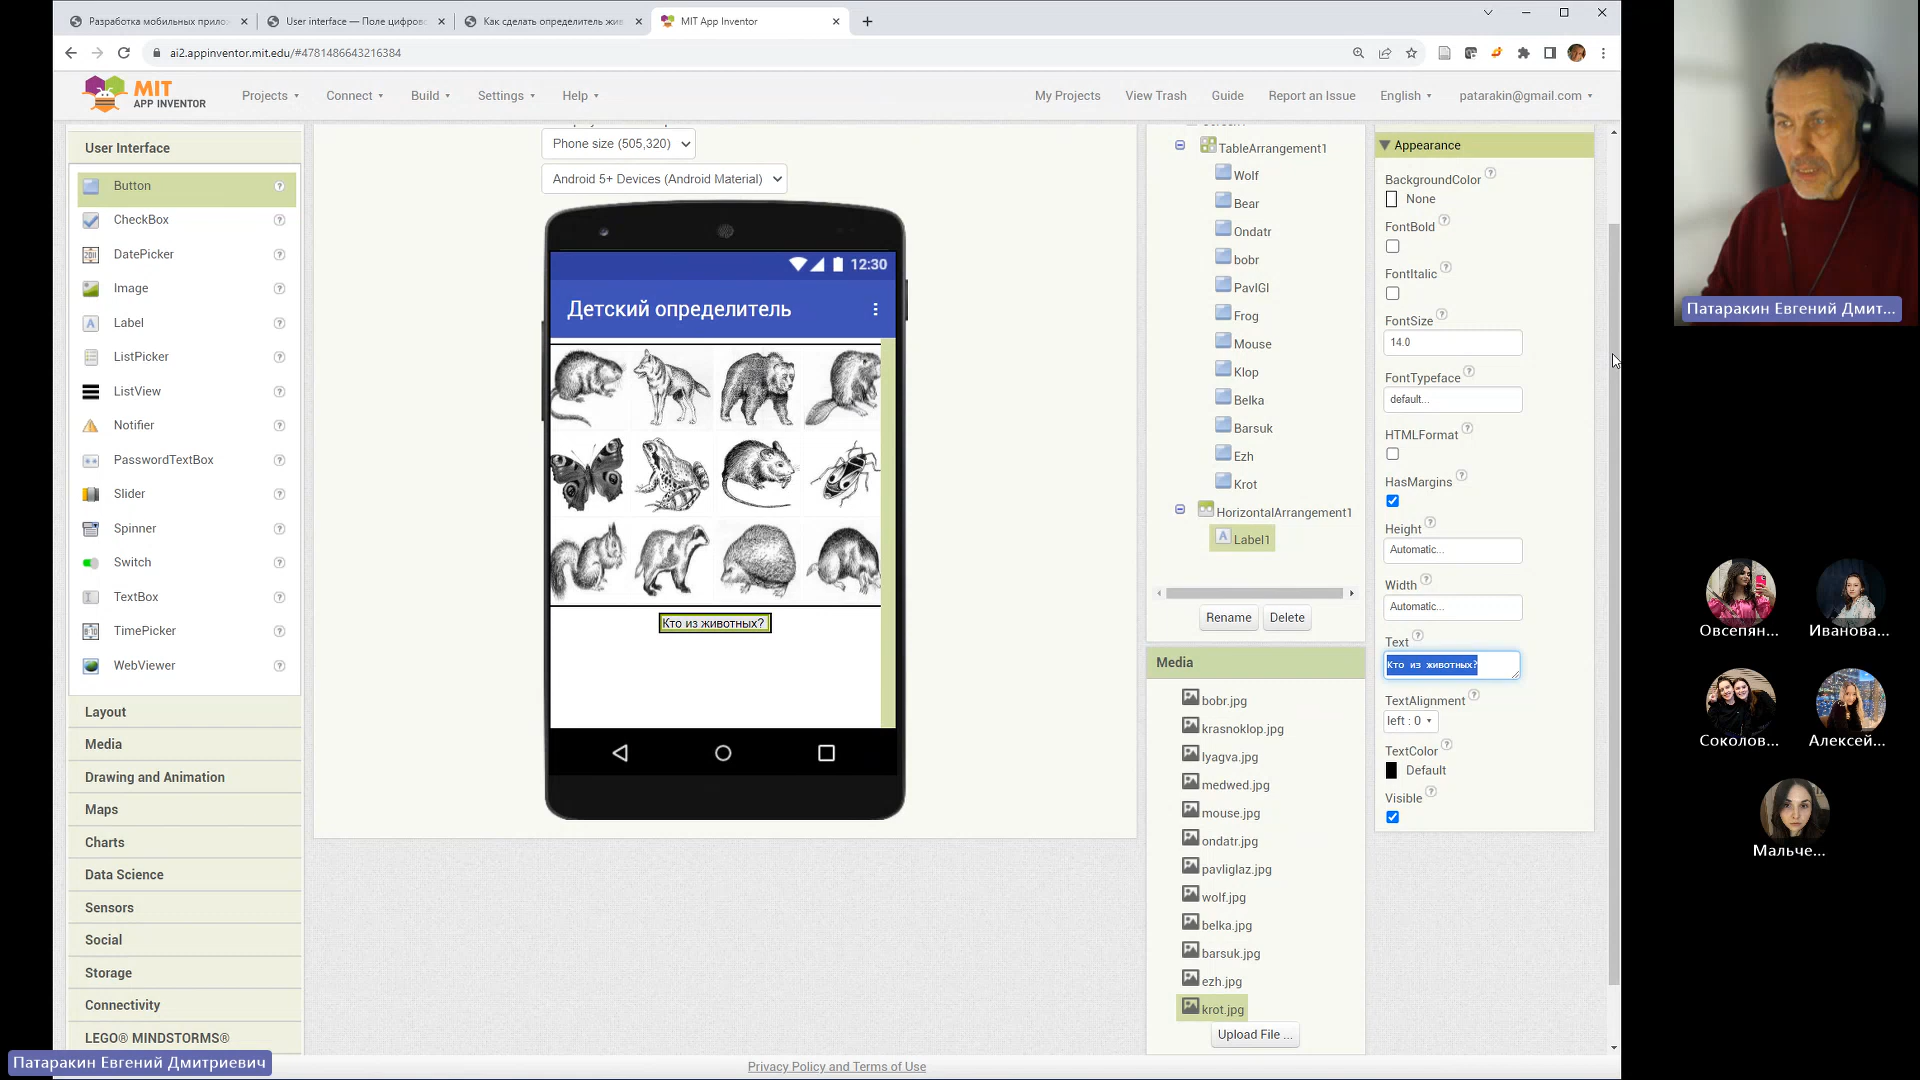 Разработка мобильных прило
User interface — Поле цифрово
Как сделать определитель жив
MIT App Inventor
ai2.appinventor.mit.edu/#4781486643216384
MIT
APP INVENTOR
Projects
Connect
Build
Settings
Help
My Projects
View Trash
Guide
Report an Issue
English
patarakin@gmail.com
User Interface
Button
CheckBox
DatePicker
Image
Label
ListPicker
ListView
Notifier
PasswordTextBox
Slider
Spinner
Switch
TextBox
TimePicker
WebViewer
Layout
Media
Drawing and Animation
Maps
Charts
Data Science
Sensors
Social
Storage
Connectivity
LEGO® MINDSTORMS®
Phone size (505,320)
Android 5+ Devices (Android Material)
12:30
Детский определитель
Кто из животных?
TableArrangement1
Wolf
Bear
Ondatr
bobr
PavlGl
Frog
Mouse
Klop
Belka
Barsuk
Ezh
Krot
HorizontalArrangement1
Label1
Rename
Delete
Media
bobr.jpg
krasnoklop.jpg
lyagva.jpg
medwed.jpg
mouse.jpg
ondatr.jpg
pavliglaz.jpg
wolf.jpg
belka.jpg
barsuk.jpg
ezh.jpg
krot.jpg
Upload File ...
Appearance
BackgroundColor
None
FontBold
FontItalic
FontSize
14.0
FontTypeface
default...
HTMLFormat
HasMargins
Height
Automatic...
Width
Automatic...
Text
Кто из животных?
TextAlignment
left : 0
TextColor
Default
Visible
Privacy Policy and Terms of Use
Патаракин Евгений Дмит...
Овсепян...
Иванова...
Соколов...
Алексей...
Мальче...
Патаракин Евгений Дмитриевич